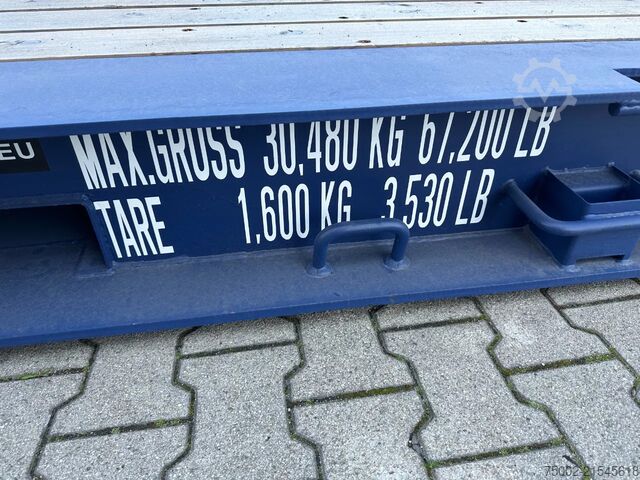 EU
MAX.GROSS 30,480 KG 67,200 LB
TARE 1,600 KG 3,530 LB
75002-21545618